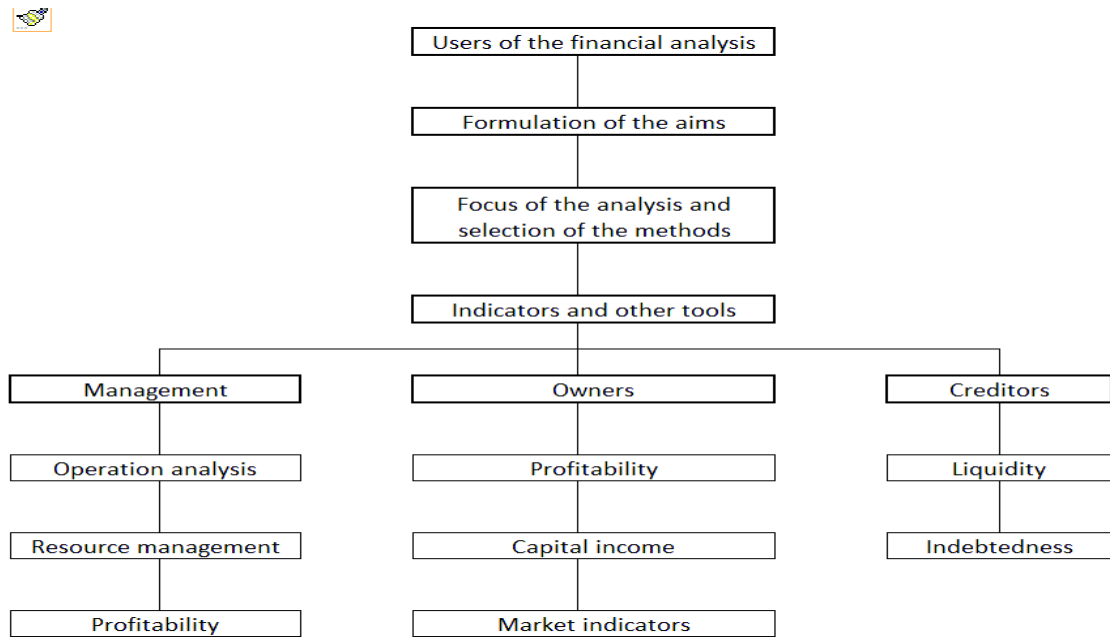 Users of the financial analysis
Formulation of the aims
Focus of the analysis and
selection of the methods
Indicators and other tools
Management
Owners
Creditors
Operation analysis
Profitability
Liquidity
Resource management
Capital income
Indebtedness
Profitability
Market indicators